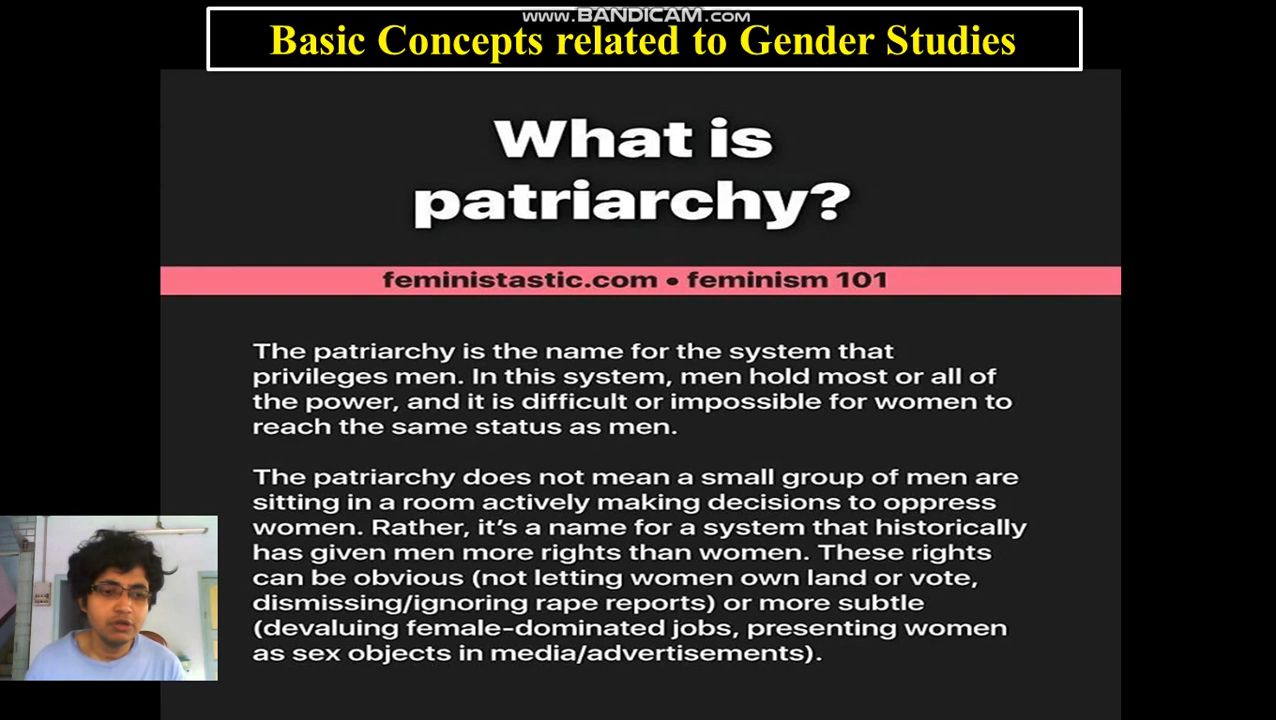 www.BANDICAM.com
Basic Concepts related to Gender Studies
What is
patriarchy?
feministastic.com • feminism 101
The patriarchy is the name for the system that
privileges men. In this system, men hold most or all of
the power, and it is difficult or impossible for women to
reach the same status as men.
The patriarchy does not mean a small group of men are
sitting in a room actively making decisions to oppress
women. Rather, it's a name for a system that historically
has given men more rights than women. These rights
can be obvious (not letting women own land or vote,
dismissing/ignoring rape reports) or more subtle
(devaluing female-dominated jobs, presenting women
as sex objects in media/advertisements).